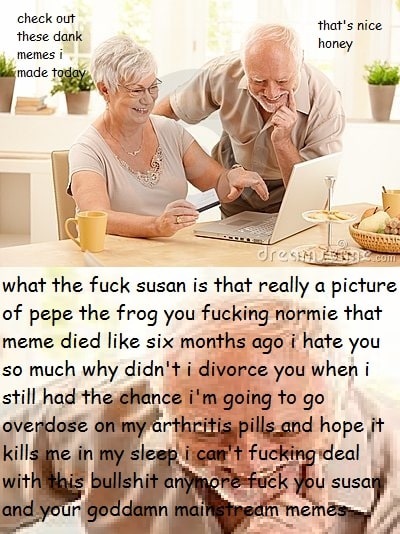 check out
these dank
memes i
made today
that's nice
honey
dreamstime.com
what the fuck susan is that really a picture
of pepe the frog you fucking normie that
meme died like six months ago i hate you
so much why didn't i divorce you when i
still had the chance i'm going to go
overdose on my arthritis pills and hope it
kills me in my sleep i can't fucking deal
with this bullshit anymore fuck you susan
and your goddamn mainstream memes